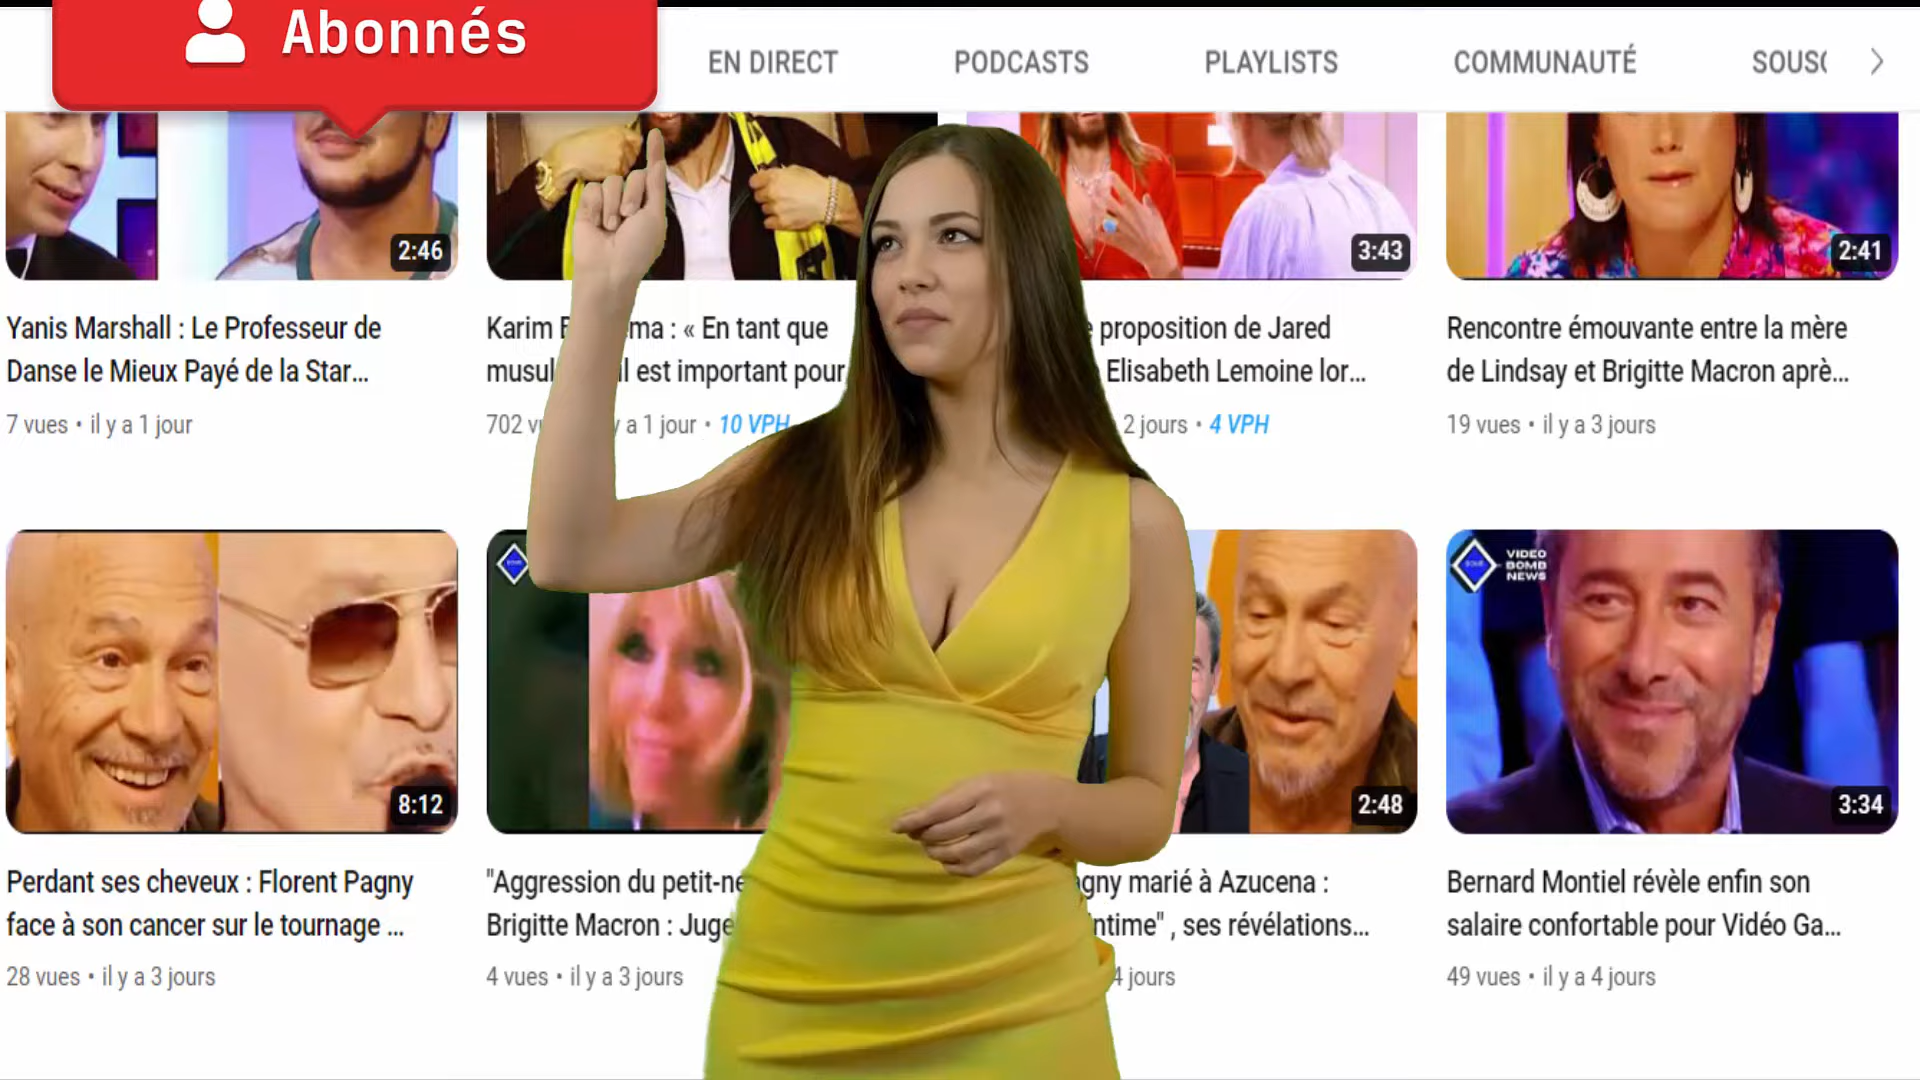 Abonnés
EN DIRECT PODCASTS PLAYLISTS COMMUNAUTÉ
2:46
3:43
2:41
Yanis Marshall : Le Professeur de
Danse le Mieux Payé de la Star...
7 vues • il y a 1 jour
Karim : « En tant que
il est important pour
702 a 1 jour • 10 VPH
proposition de Jared
Elisabeth Lemoine lor...
2 jours • 4 VPH
Rencontre émouvante entre la mère
de Lindsay et Brigitte Macron aprè...
19 vues • il y a 3 jours
VIDEO
BOMB
NEWS
8:12
2:48
3:34
Perdant ses cheveux : Florent Pagny
face à son cancer sur le tournage ...
28 vues • il y a 3 jours
"Aggression du petit-ne
Brigitte Macron : Juge
4 vues • il y a 3 jours
gny marié à Azucena :
ntime" , ses révélations...
4 jours
Bernard Montiel révèle enfin son
salaire confortable pour Vidéo Ga...
49 vues • il y a 4 jours